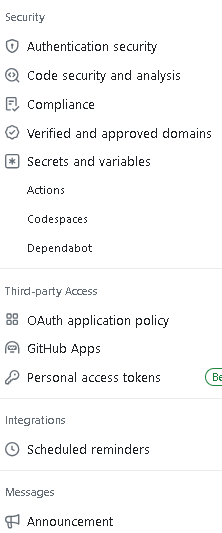 Security
Authentication security
Code security and analysis
Compliance
Verified and approved domains
Secrets and variables
Actions
Codespaces
Dependabot
Third-party Access
OAuth application policy
GitHub Apps
Personal access tokens
Integrations
Scheduled reminders
Messages
Announcement